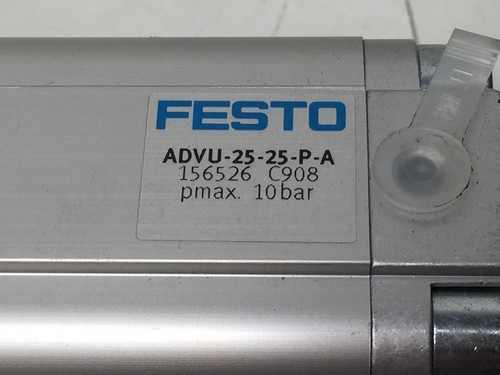 FESTO
ADVU-25-25-P-A
156526 C908
pmax. 10bar